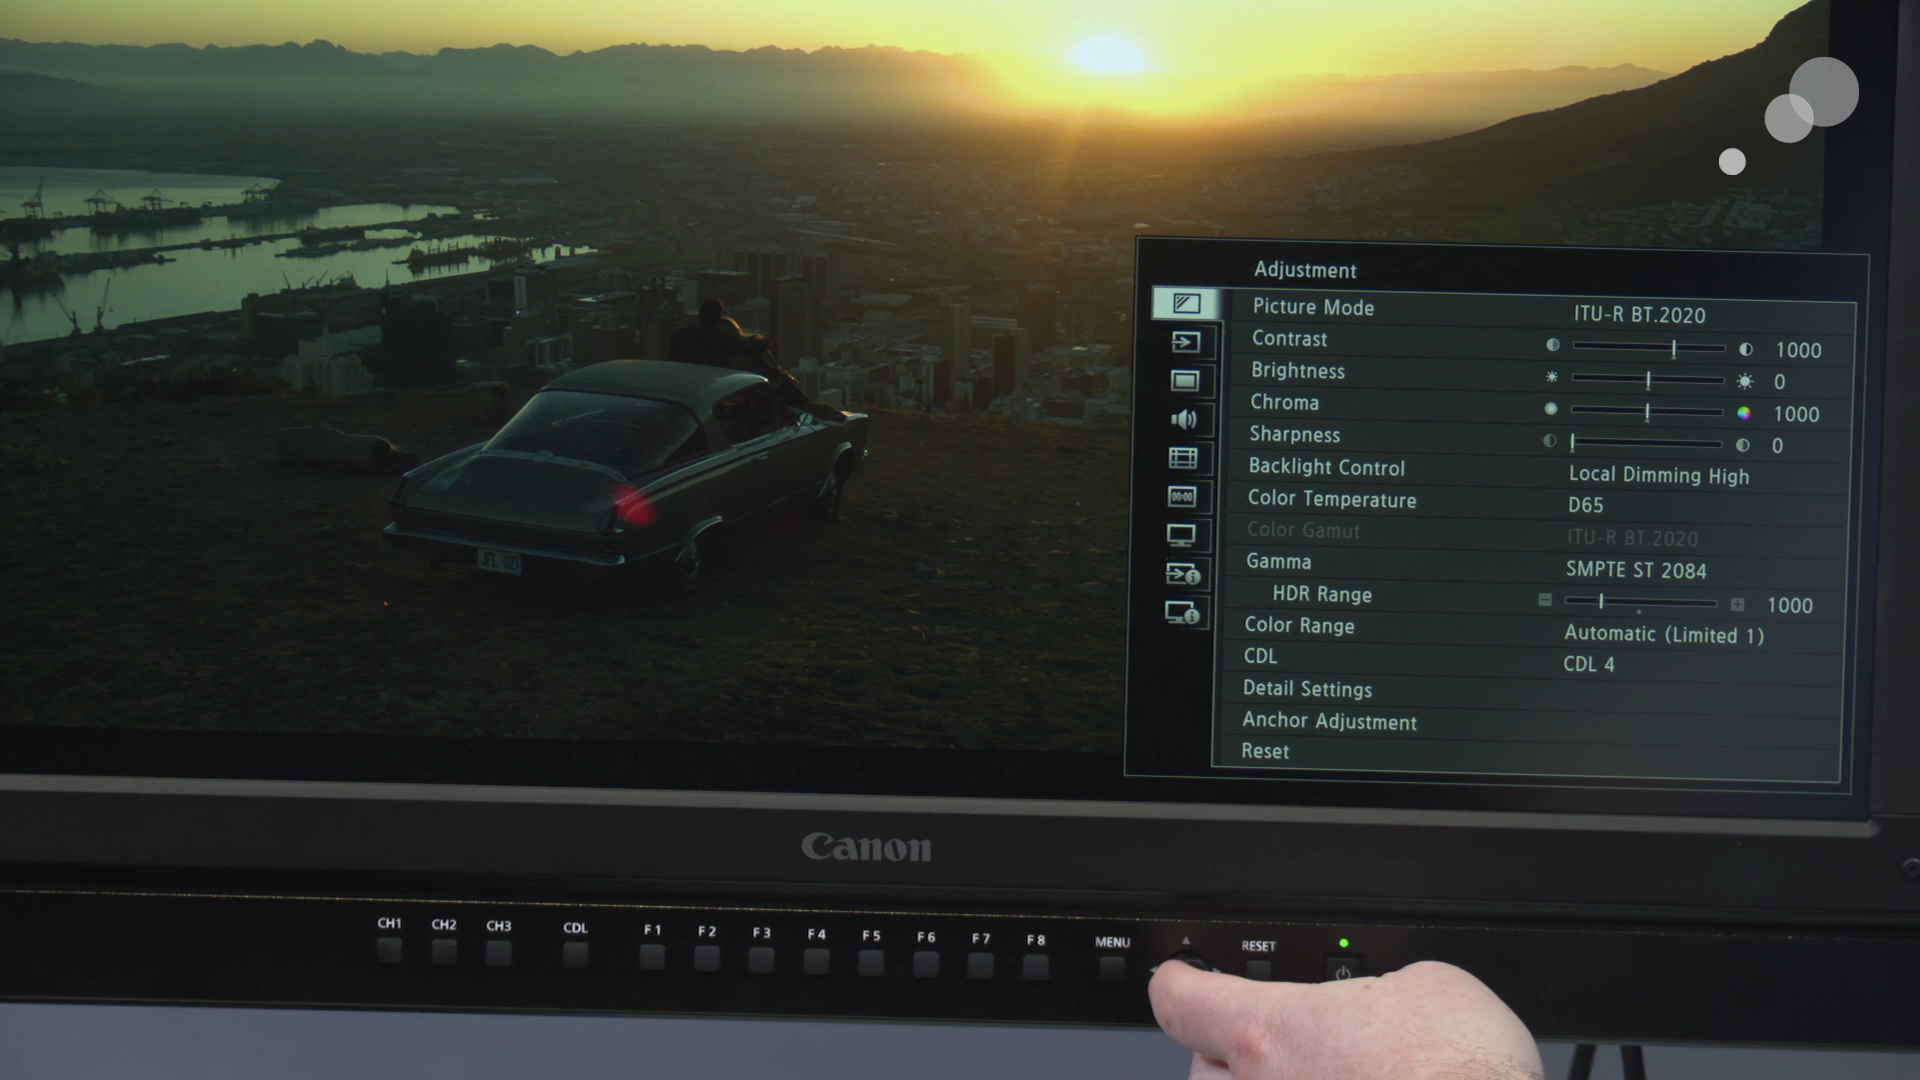 Adjustment
Picture Mode ITU-R BT.2020
Contrast 1000
Brightness 0
Chroma 1000
Sharpness 0
Backlight Control Local Dimming High
Color Temperature D65
Color Gamut ITU-R BT.2020
Gamma SMPTE ST 2084
HDR Range 1000
Color Range Automatic (Limited 1)
CDL CDL 4
Detail Settings
Anchor Adjustment
Reset
00:00
Canon
CH1 CH2 CH3 CDL F1 F2 F3 F4 F5 F6 F7 F8 MENU RESET